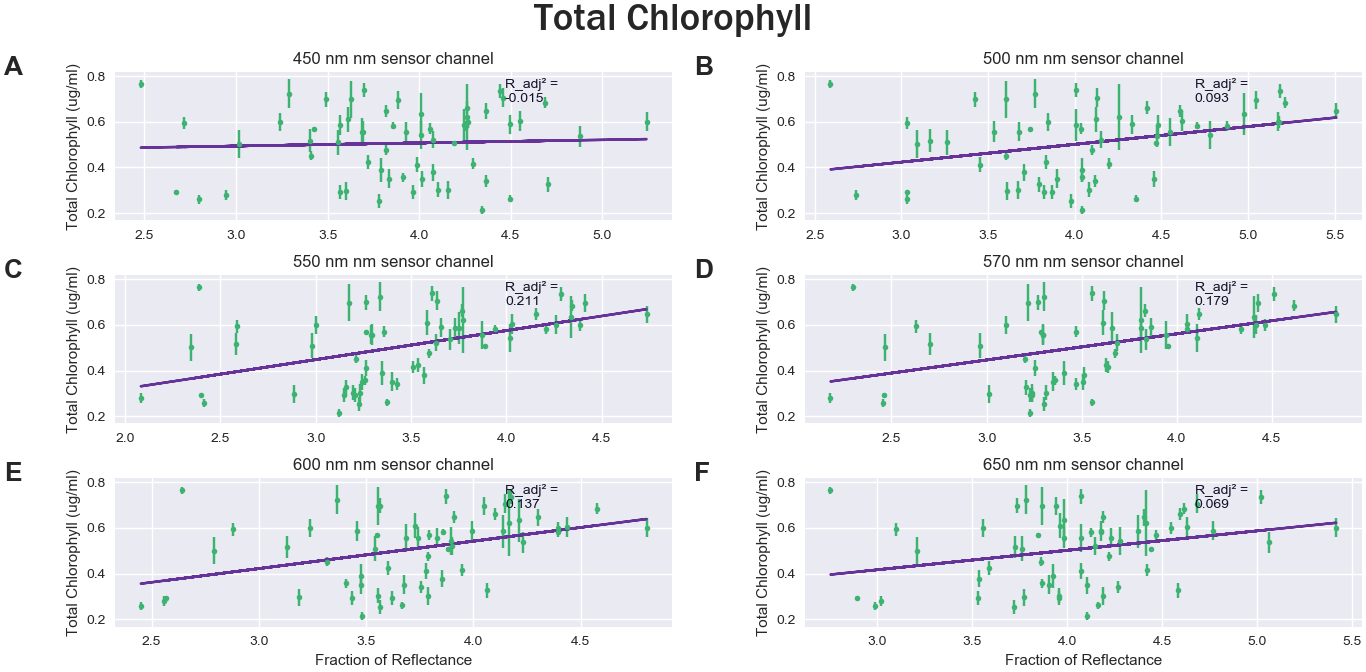 Total Chlorophyll
A
450 nm nm sensor channel
Total Chlorophyll (ug/ml)
0.8
0.6
0.4
0.2
R_adj² =
-0.015
2.5 3.0 3.5 4.0 4.5 5.0
B
500 nm nm sensor channel
Total Chlorophyll (ug/ml)
0.8
0.6
0.4
0.2
R_adj² =
0.093
2.5 3.0 3.5 4.0 4.5 5.0 5.5
C
550 nm nm sensor channel
Total Chlorophyll (ug/ml)
0.8
0.6
0.4
0.2
R_adj² =
0.211
2.0 2.5 3.0 3.5 4.0 4.5
D
570 nm nm sensor channel
Total Chlorophyll (ug/ml)
0.8
0.6
0.4
0.2
R_adj² =
0.179
2.5 3.0 3.5 4.0 4.5
E
600 nm nm sensor channel
Total Chlorophyll (ug/ml)
0.8
0.6
0.4
0.2
R_adj² =
0.137
2.5 3.0 3.5 4.0 4.5
Fraction of Reflectance
F
650 nm nm sensor channel
Total Chlorophyll (ug/ml)
0.8
0.6
0.4
0.2
R_adj² =
0.069
3.0 3.5 4.0 4.5 5.0 5.5
Fraction of Reflectance